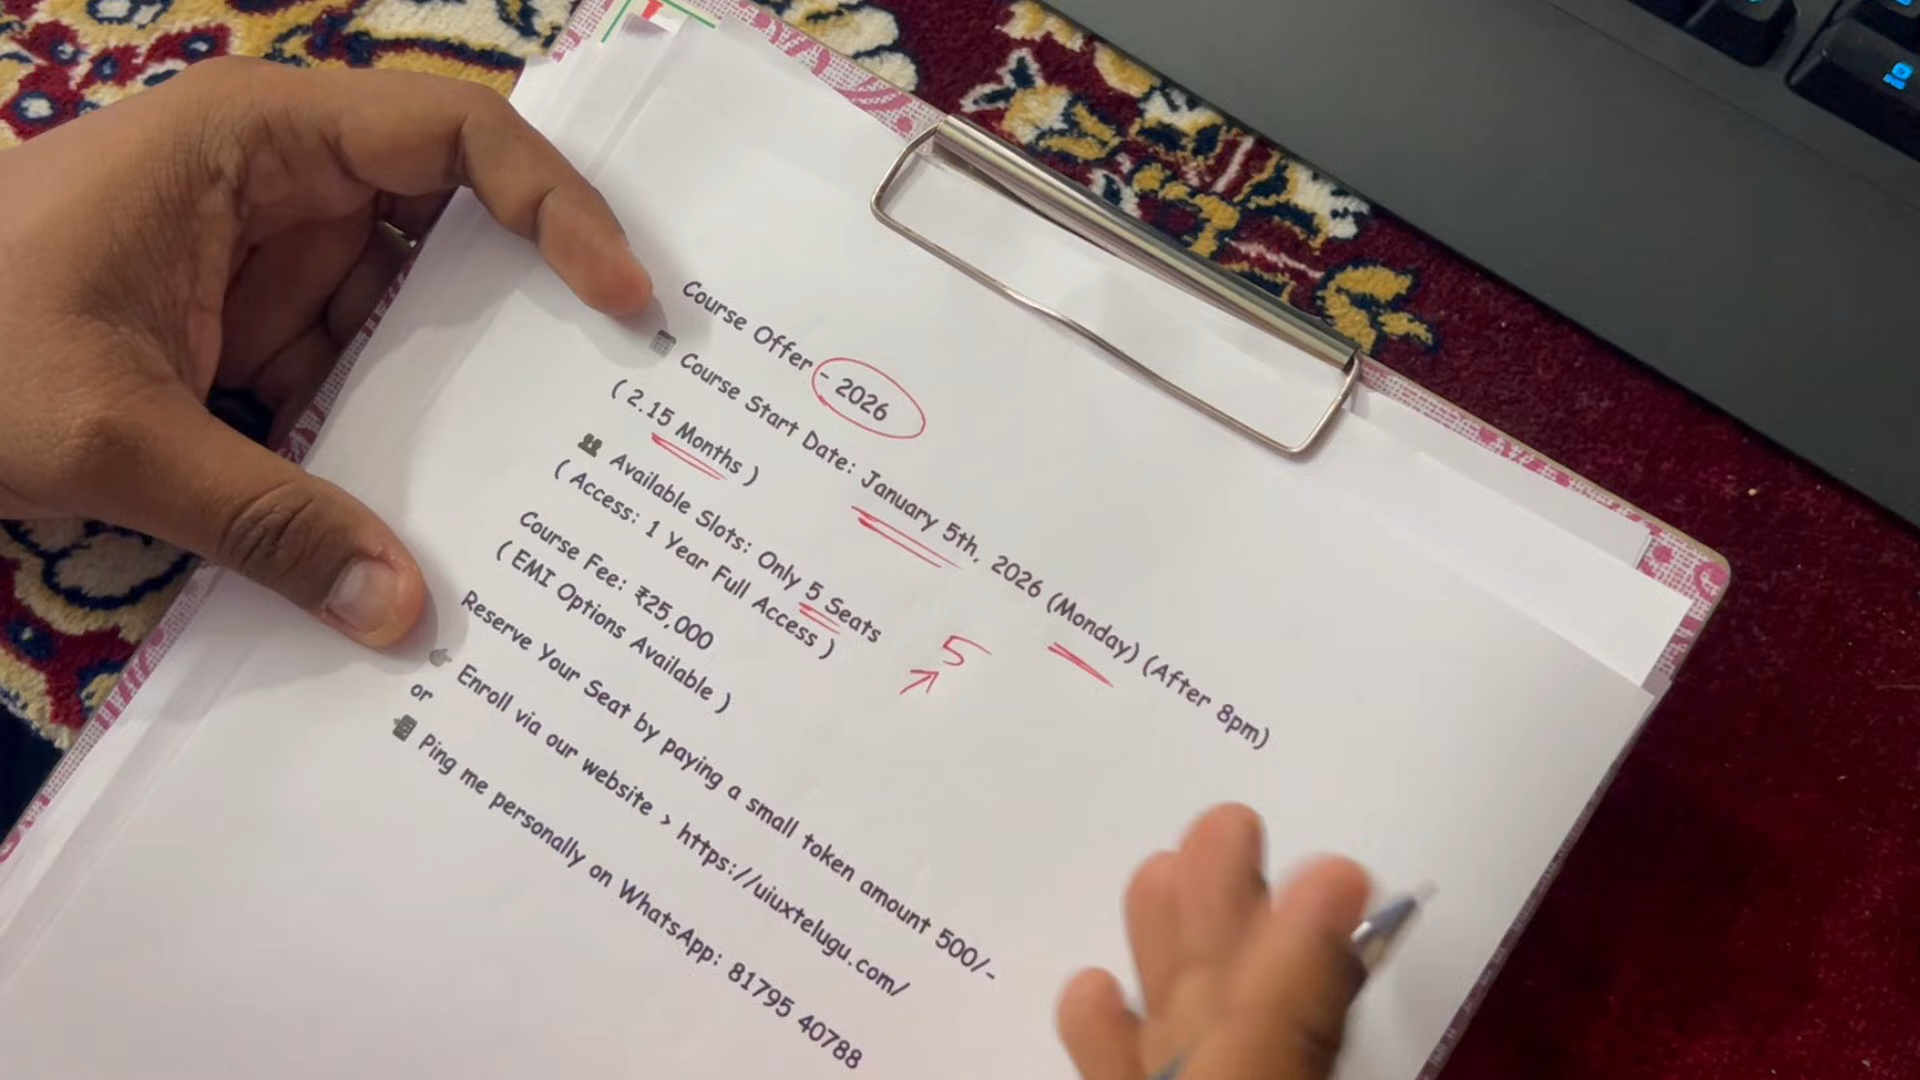 Course Offer - 2026
Course Start Date: January 5th, 2026 (Monday) (After 8pm)
( 2.15 Months )
Available Slots: Only 5 Seats
( Access: 1 Year Full Access )
5
Course Fee: ₹25,000
( EMI Options Available )
Reserve Your Seat by paying a small token amount 500/-
Enroll via our website > https://uiuxtelugu.com/
or
Ping me personally on WhatsApp: 81795 40788